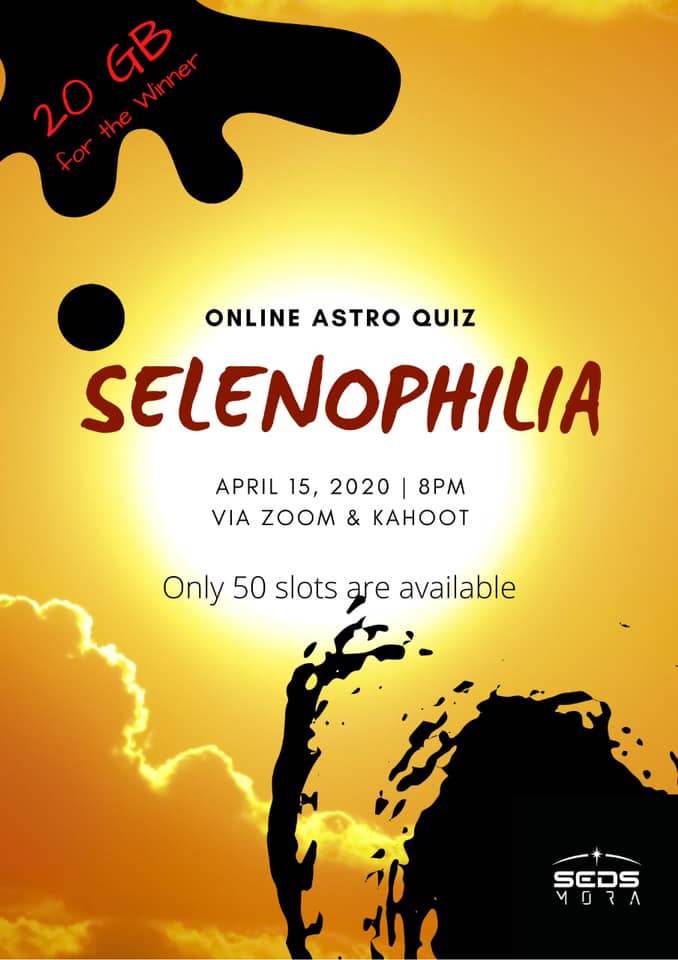 20 GB
for the Winner
ONLINE ASTRO QUIZ
SELENOPHILIA
APRIL 15, 2020 | 8PM
VIA ZOOM & KAHOOT
Only 50 slots are available
SEDS
MORA